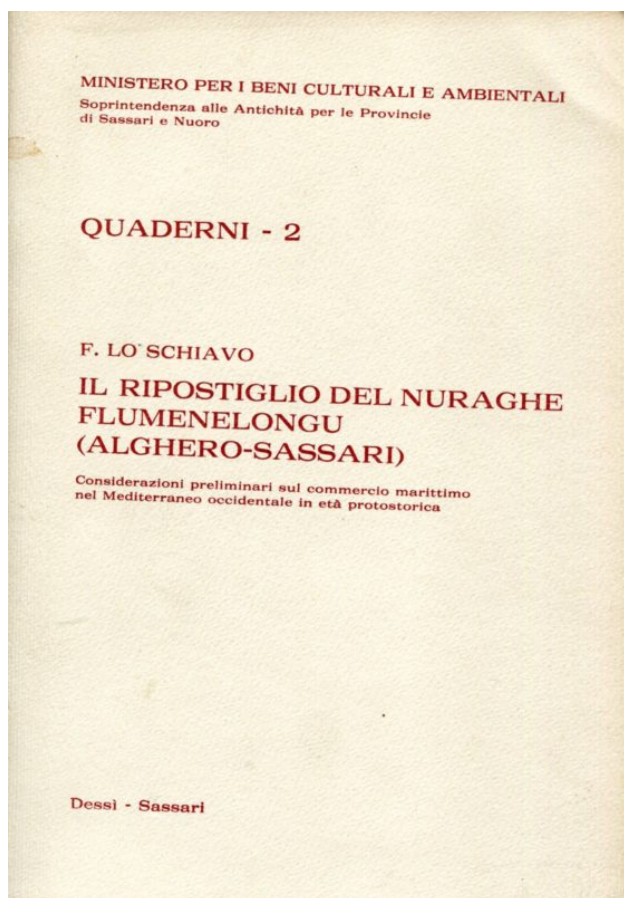 MINISTERO PER I BENI CULTURALI E AMBIENTALI
Soprintendenza alle Antichità per le Provincie
di Sassari e Nuoro
QUADERNI - 2
F. LO SCHIAVO
IL RIPOSTIGLIO DEL NURAGHE
FLUMENELONGU
(ALGHERO-SASSARI)
Considerazioni preliminari sul commercio marittimo
nel Mediterraneo occidentale in età protostorica
Dessì - Sassari